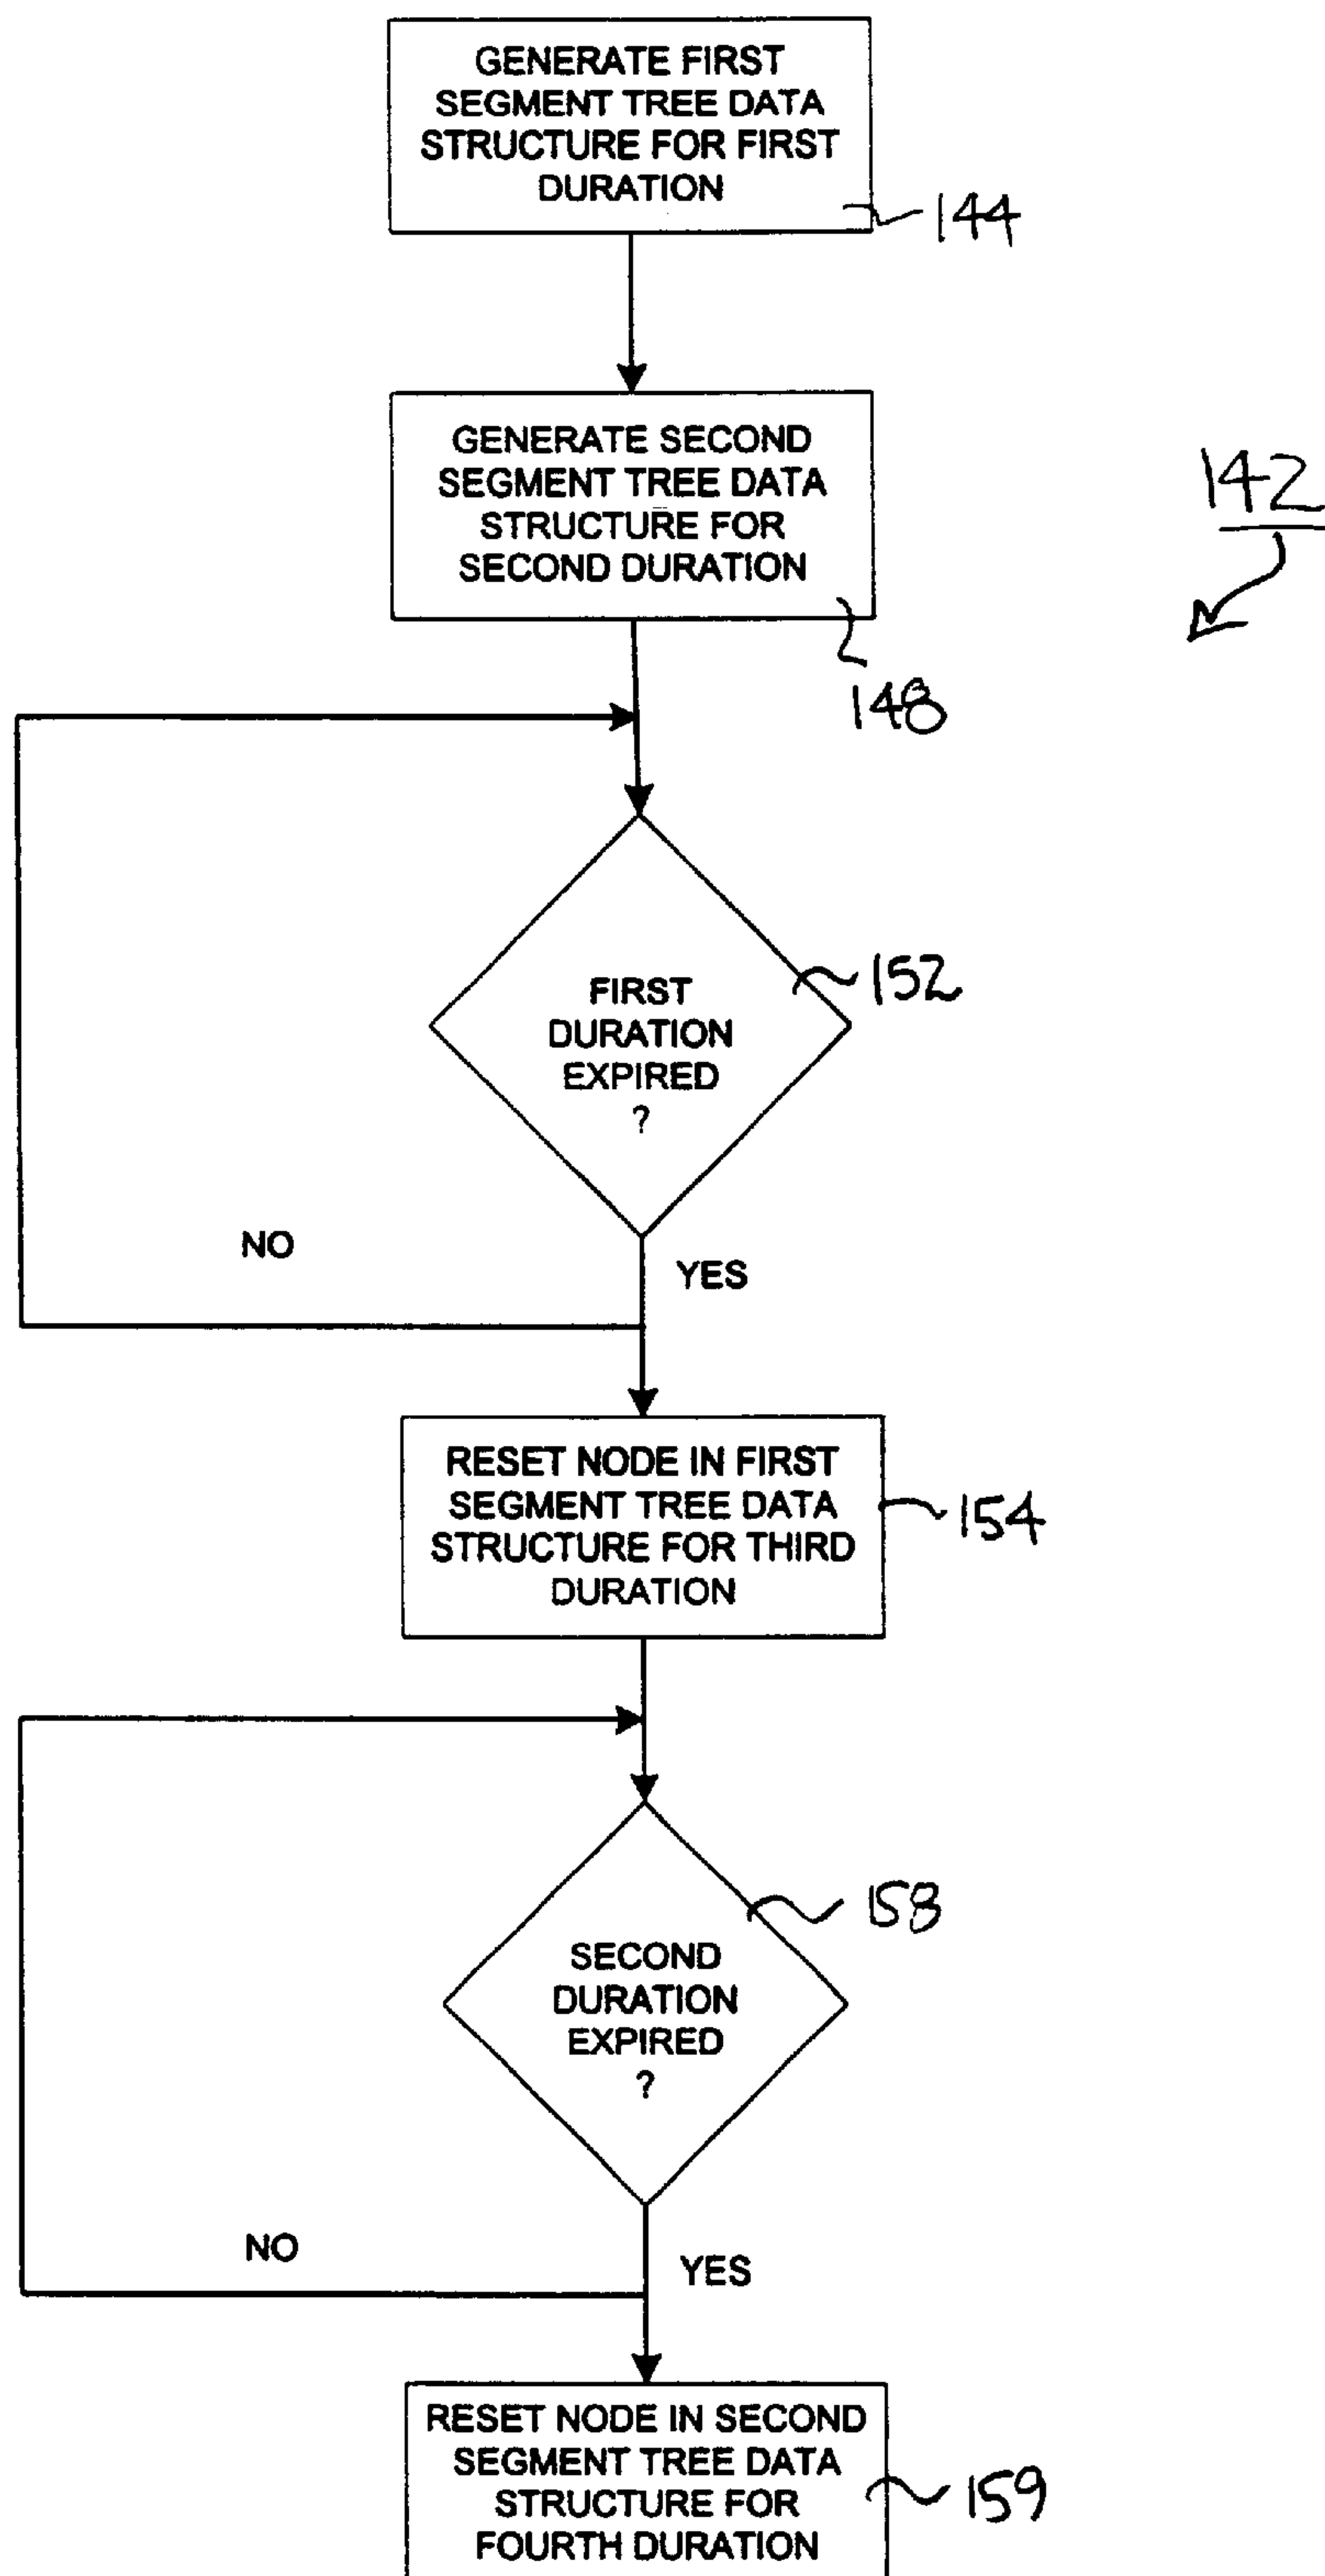 GENERATE FIRST
SEGMENT TREE DATA
STRUCTURE FOR FIRST
DURATION
144
GENERATE SECOND
SEGMENT TREE DATA
STRUCTURE FOR
SECOND DURATION
148
142
FIRST
DURATION
EXPIRED
?
152
NO
YES
RESET NODE IN FIRST
SEGMENT TREE DATA
STRUCTURE FOR THIRD
DURATION
154
SECOND
DURATION
EXPIRED
?
158
NO
YES
RESET NODE IN SECOND
SEGMENT TREE DATA
STRUCTURE FOR
FOURTH DURATION
159